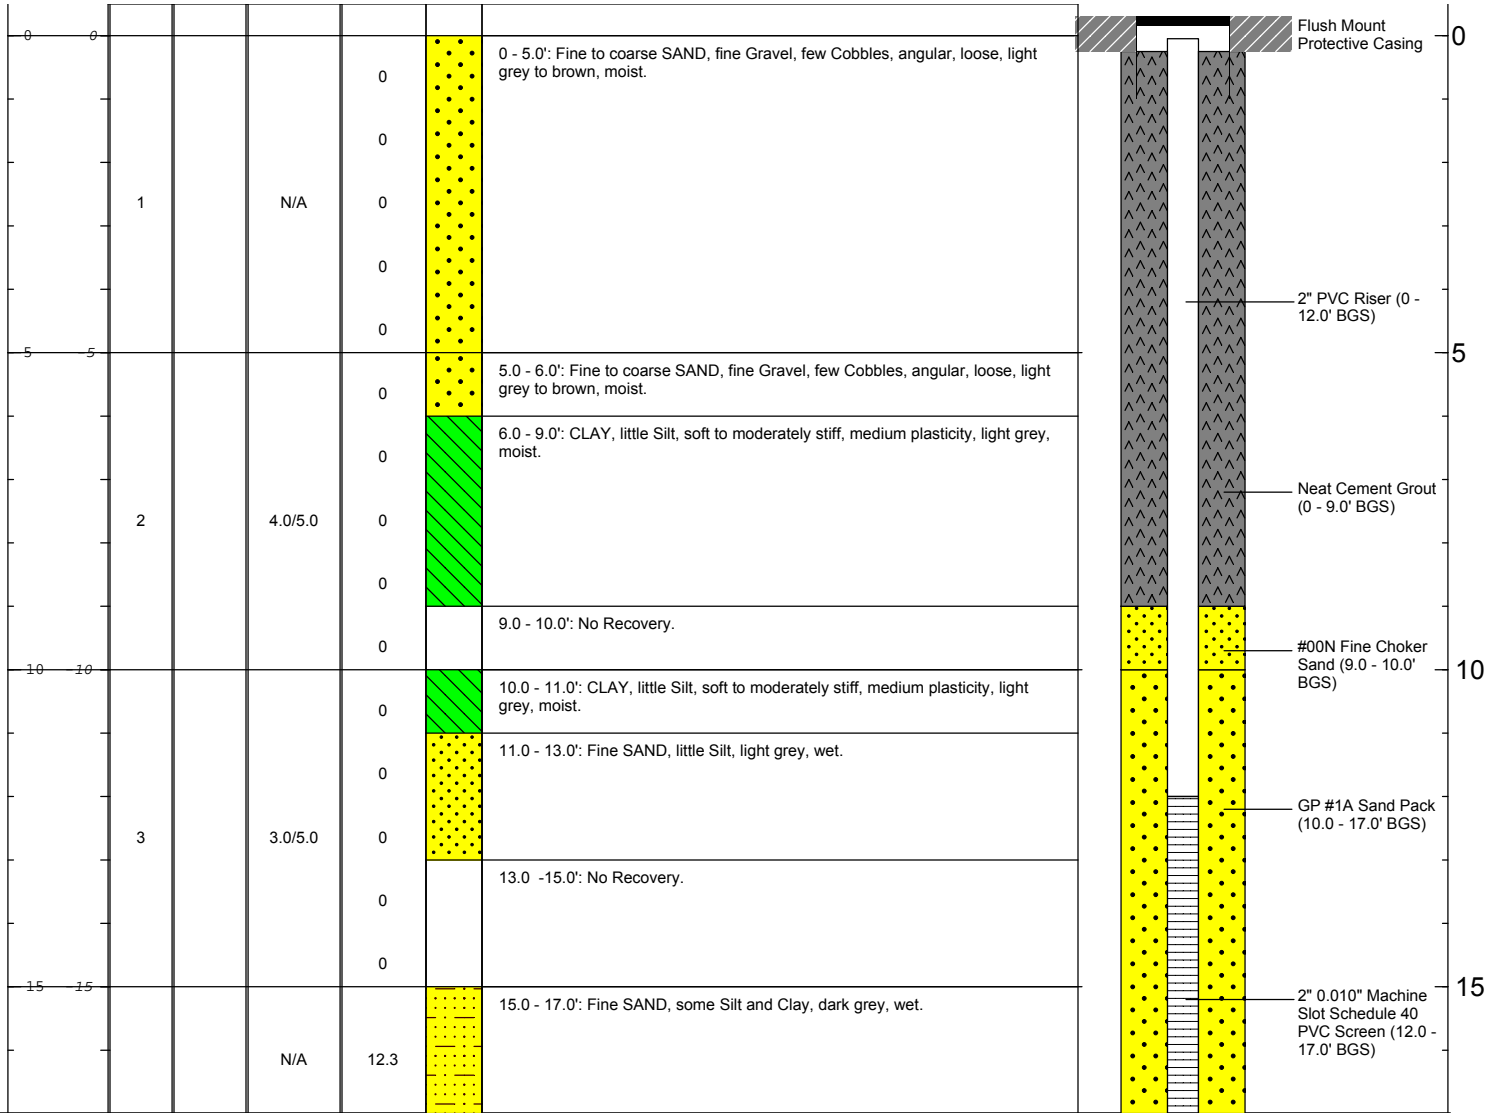 Flush Mount
Protective Casing
0
0
0
0 - 5.0': Fine to coarse SAND, fine Gravel, few Cobbles, angular, loose, light
grey to brown, moist.
0
0
0
1
N/A
0
0
0
2" PVC Riser (0 -
12.0' BGS)
5
-5
5
5.0 - 6.0': Fine to coarse SAND, fine Gravel, few Cobbles, angular, loose, light
grey to brown, moist.
0
6.0 - 9.0': CLAY, little Silt, soft to moderately stiff, medium plasticity, light grey,
moist.
0
Neat Cement Grout
(0 - 9.0' BGS)
2
4.0/5.0
0
0
9.0 - 10.0': No Recovery.
0
#00N Fine Choker
Sand (9.0 - 10.0'
BGS)
10
-10
10
10.0 - 11.0': CLAY, little Silt, soft to moderately stiff, medium plasticity, light
grey, moist.
0
11.0 - 13.0': Fine SAND, little Silt, light grey, wet.
0
GP #1A Sand Pack
(10.0 - 17.0' BGS)
3
3.0/5.0
0
13.0 -15.0': No Recovery.
0
0
15
-15
15
15.0 - 17.0': Fine SAND, some Silt and Clay, dark grey, wet.
2" 0.010" Machine
Slot Schedule 40
PVC Screen (12.0 -
17.0' BGS)
N/A
12.3